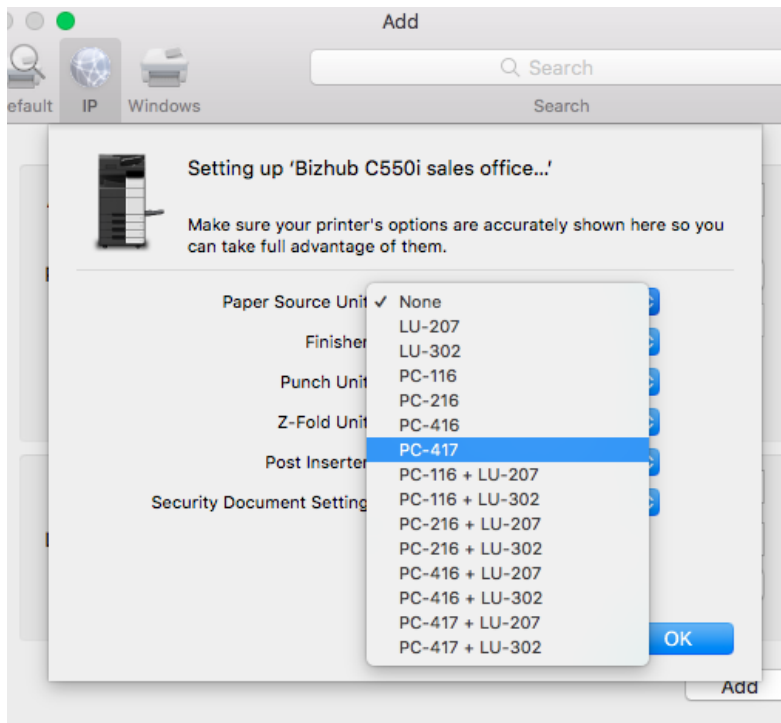 Add
efault
IP
Windows
Search
Search
Setting up 'Bizhub C550i sales office...'
Make sure your printer's options are accurately shown here so you
can take full advantage of them.
Paper Source Unit
Finisher
Punch Unit
Z-Fold Unit
Post Inserter
Security Document Setting
✓ None
LU-207
LU-302
PC-116
PC-216
PC-416
PC-417
PC-116 + LU-207
PC-116 + LU-302
PC-216 + LU-207
PC-216 + LU-302
PC-416 + LU-207
PC-416 + LU-302
PC-417 + LU-207
PC-417 + LU-302
OK
Add